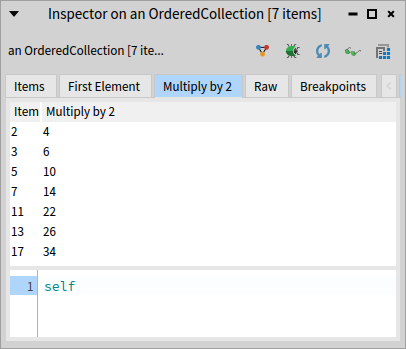 Inspector on an OrderedCollection [7 items]
an OrderedCollection [7 ite...
Items First Element Multiply by 2 Raw Breakpoints
Item Multiply by 2
2 4
3 6
5 10
7 14
11 22
13 26
17 34
1 self